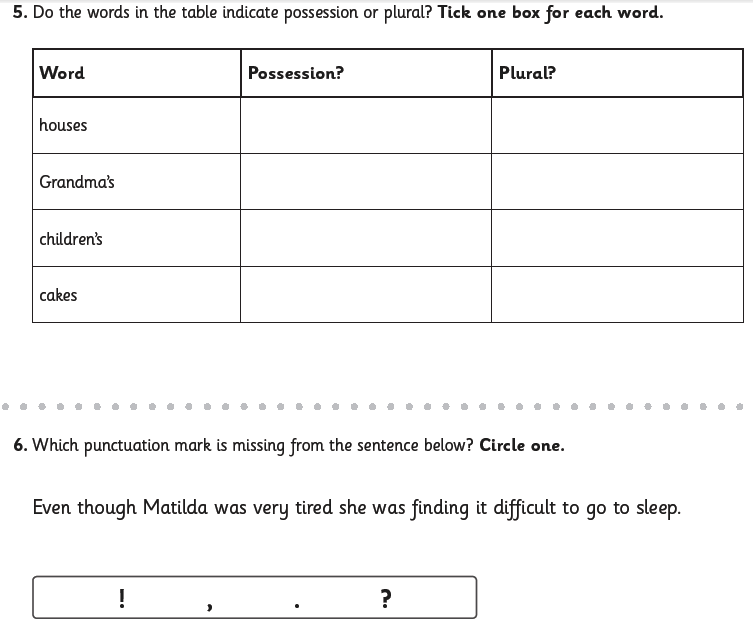 5. Do the words in the table indicate possession or plural? Tick one box for each word.
Word Possession? Plural?
houses
Grandma's
children's
cakes
6. Which punctuation mark is missing from the sentence below? Circle one.
Even though Matilda was very tired she was finding it difficult to go to sleep.
! , . ?